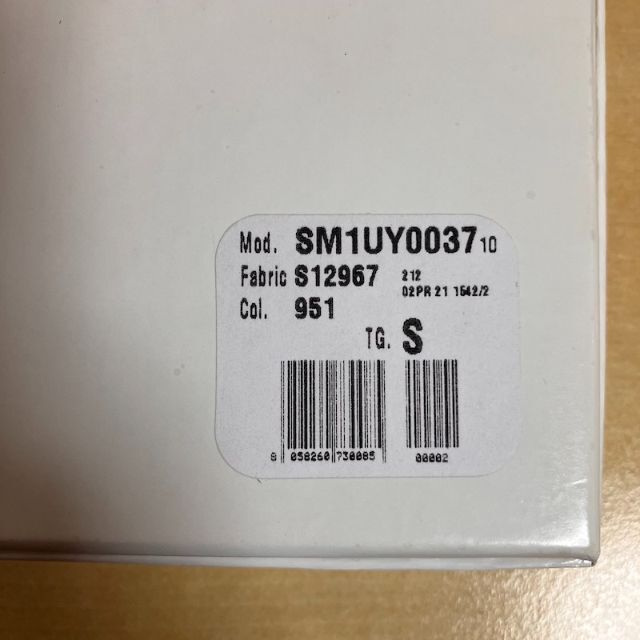 Mod. SM1UY0037 10
Fabric S12967 212
02PR 21 1542/2
Col. 951
TG. S
8 058260 730085 00002